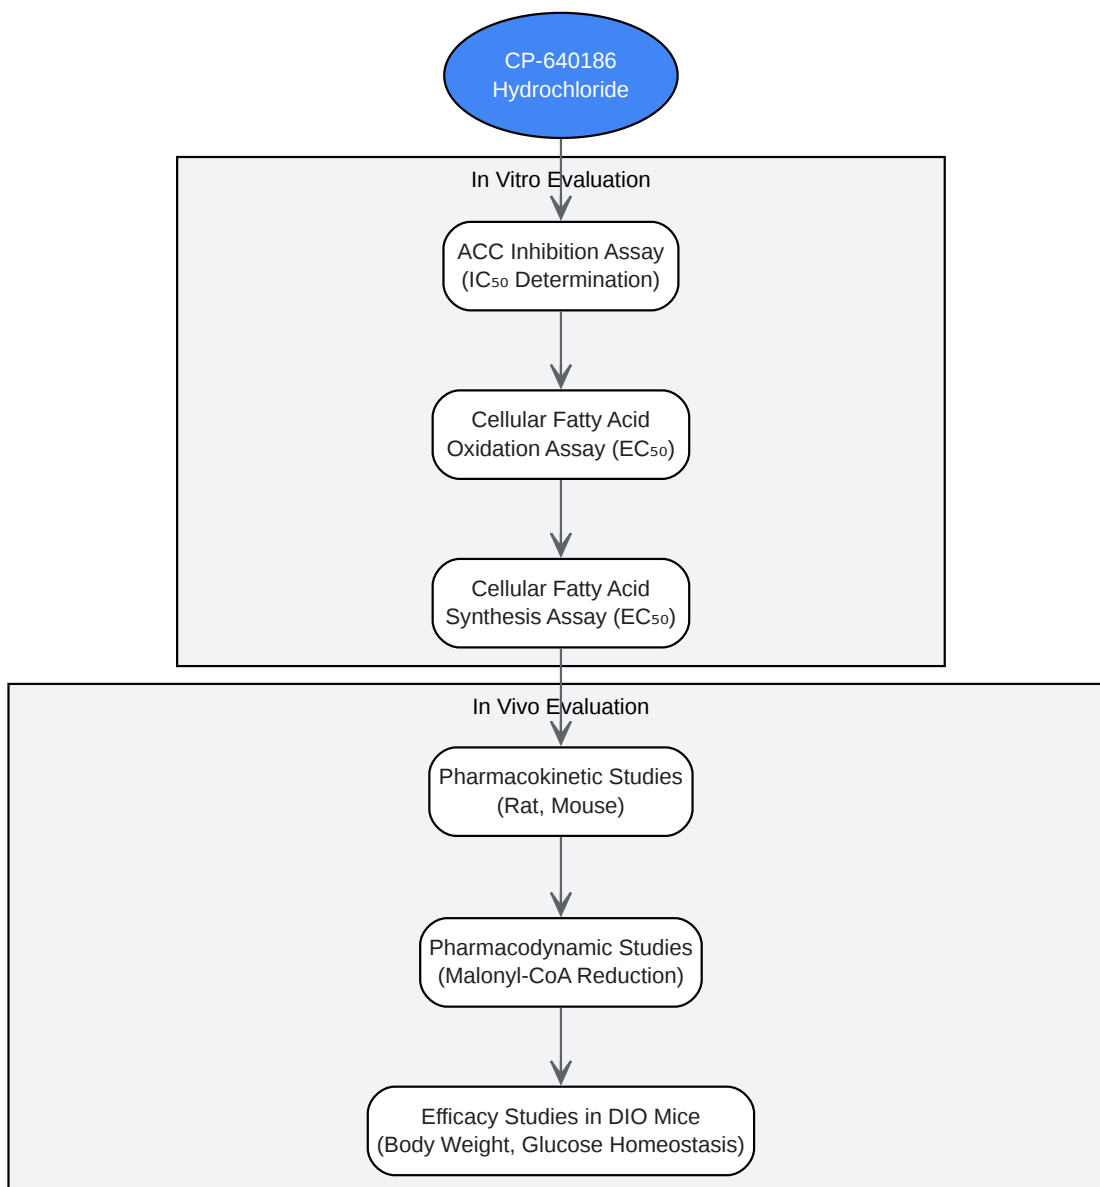 CP-640186
Hydrochloride
In Vitro Evaluation
ACC Inhibition Assay
(IC₅₀ Determination)
Cellular Fatty Acid
Oxidation Assay (EC₅₀)
Cellular Fatty Acid
Synthesis Assay (EC₅₀)
In Vivo Evaluation
Pharmacokinetic Studies
(Rat, Mouse)
Pharmacodynamic Studies
(Malonyl-CoA Reduction)
Efficacy Studies in DIO Mice
(Body Weight, Glucose Homeostasis)